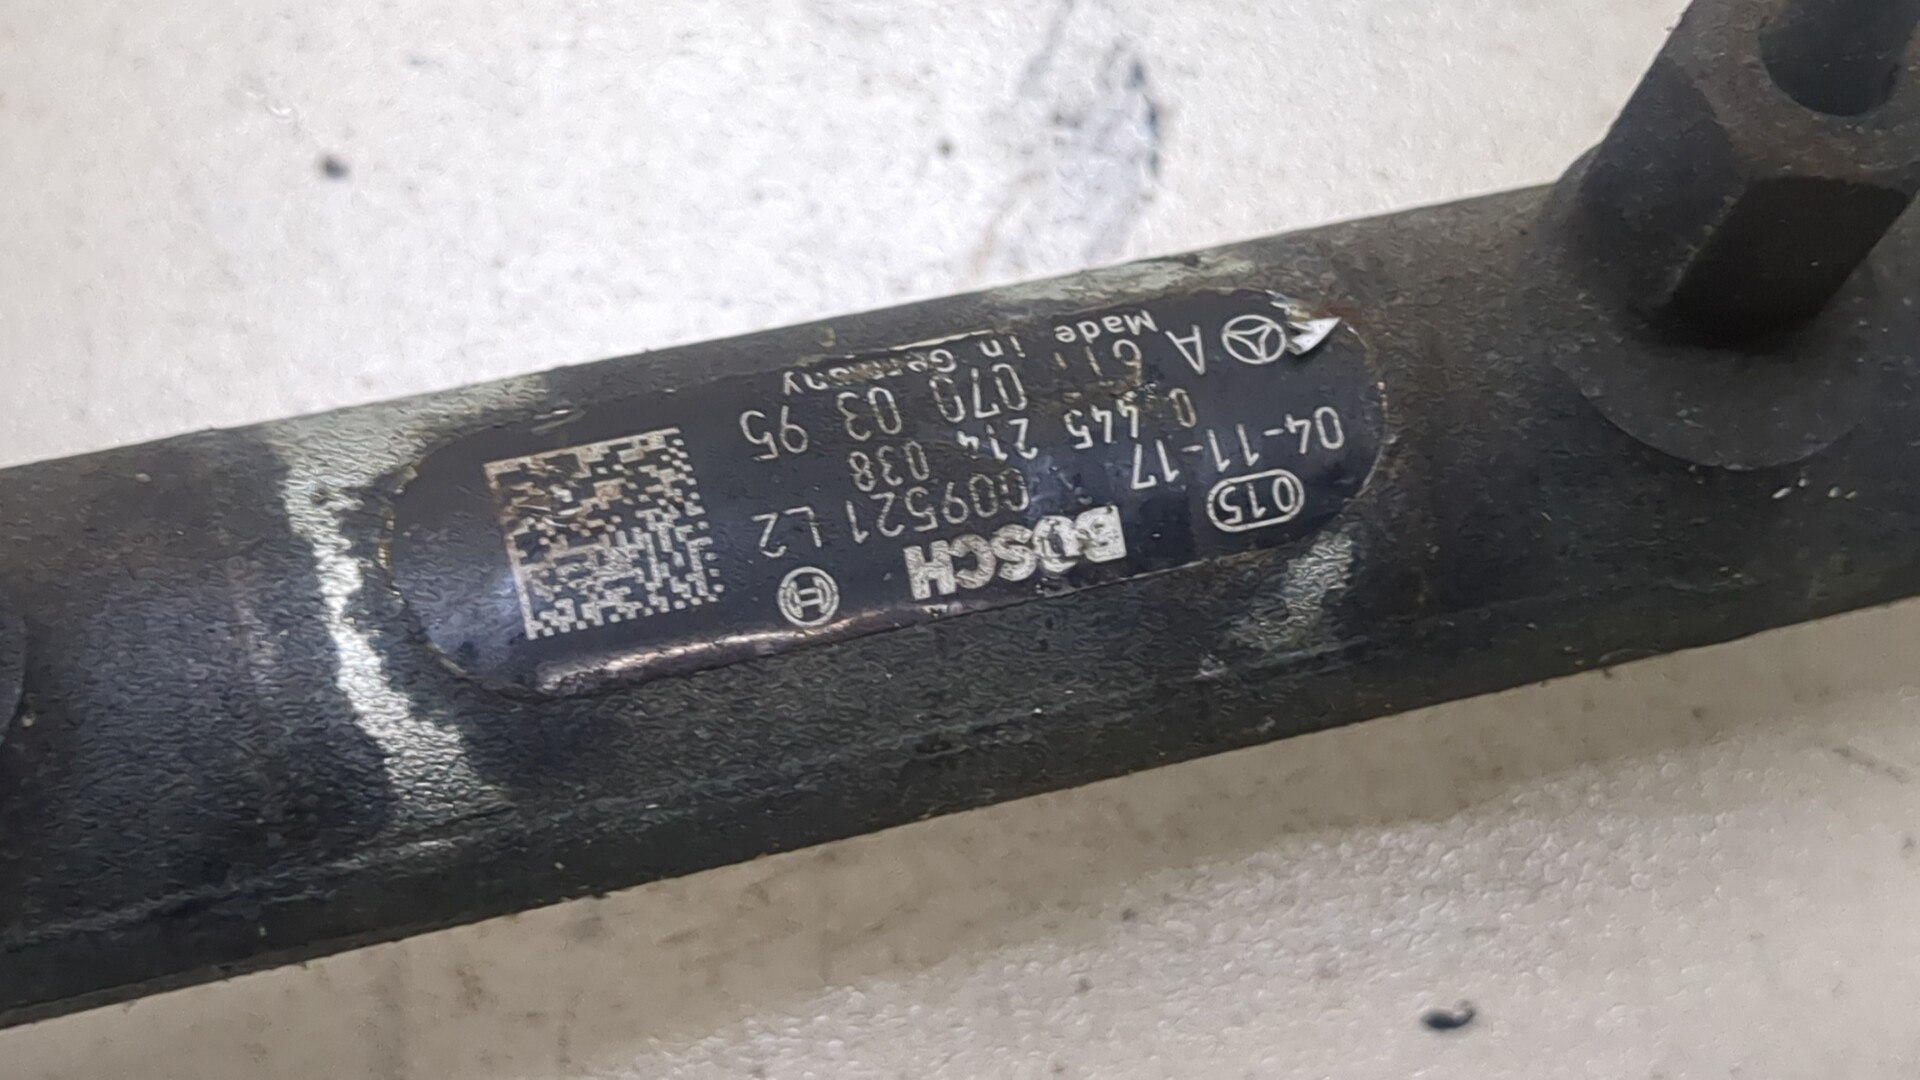 015 BOSCH
04-11-17 009521 L2
0 445 214 038
A 611 070 03 95
Made in Germany